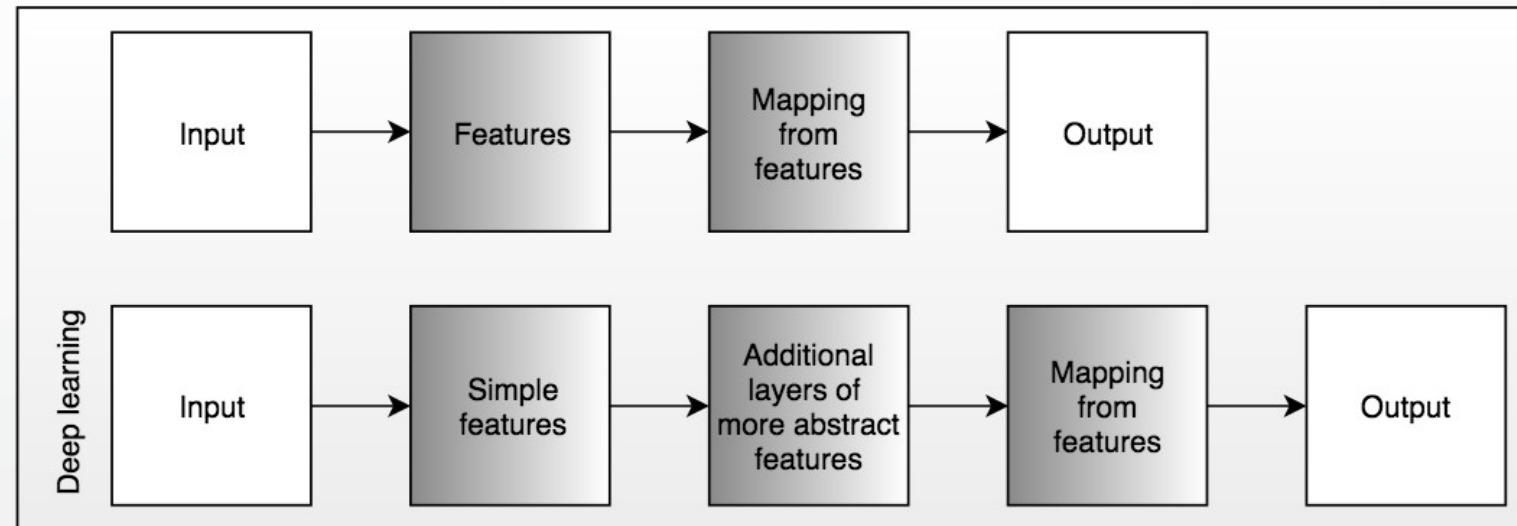 Input
Features
Mapping
from
features
Output
Deep learning
Input
Simple
features
Additional
layers of
more abstract
features
Mapping
from
features
Output